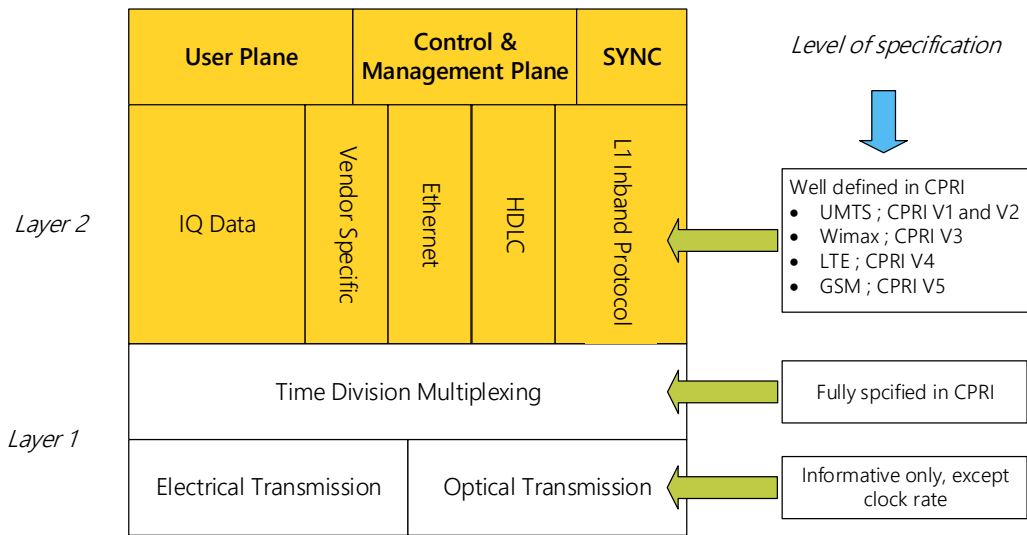 User Plane
Control &
Management Plane
SYNC
Level of specification
Layer 2
IQ Data
Vendor Specific
Ethernet
HDLC
L1 Inband Protocol
Well defined in CPRI
• UMTS ; CPRI V1 and V2
• Wimax ; CPRI V3
• LTE ; CPRI V4
• GSM ; CPRI V5
Time Division Multiplexing
Fully spcified in CPRI
Layer 1
Electrical Transmission
Optical Transmission
Informative only, except
clock rate